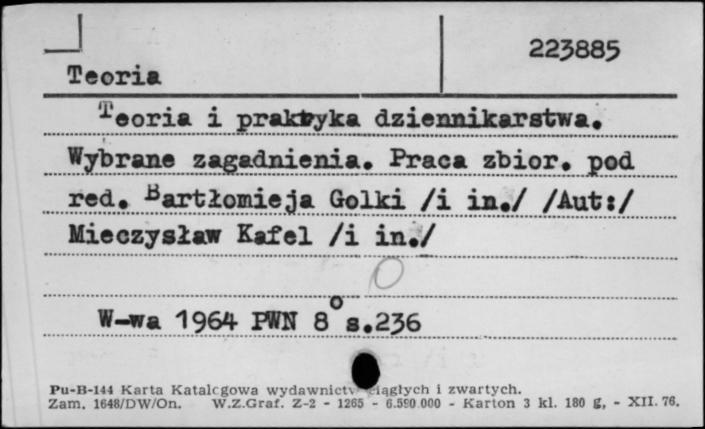 223885
Teoria
Teoria i praktyka dziennikarstwa.
Wybrane zagadnienia. Praca zbior. pod
red. Bartłomieja Golki /i in./ /Aut:/
Mieczysław Kafel /i in./
W-wa 1964 PWN 8° s.236
Pu-B-144 Karta Katalogowa wydawnictw ciągłych i zwartych.
Zam. 1648/DW/On. W.Z.Graf. Z-2 - 1265 - 6.590.000 - Karton 3 kl. 180 g, - XII. 76.